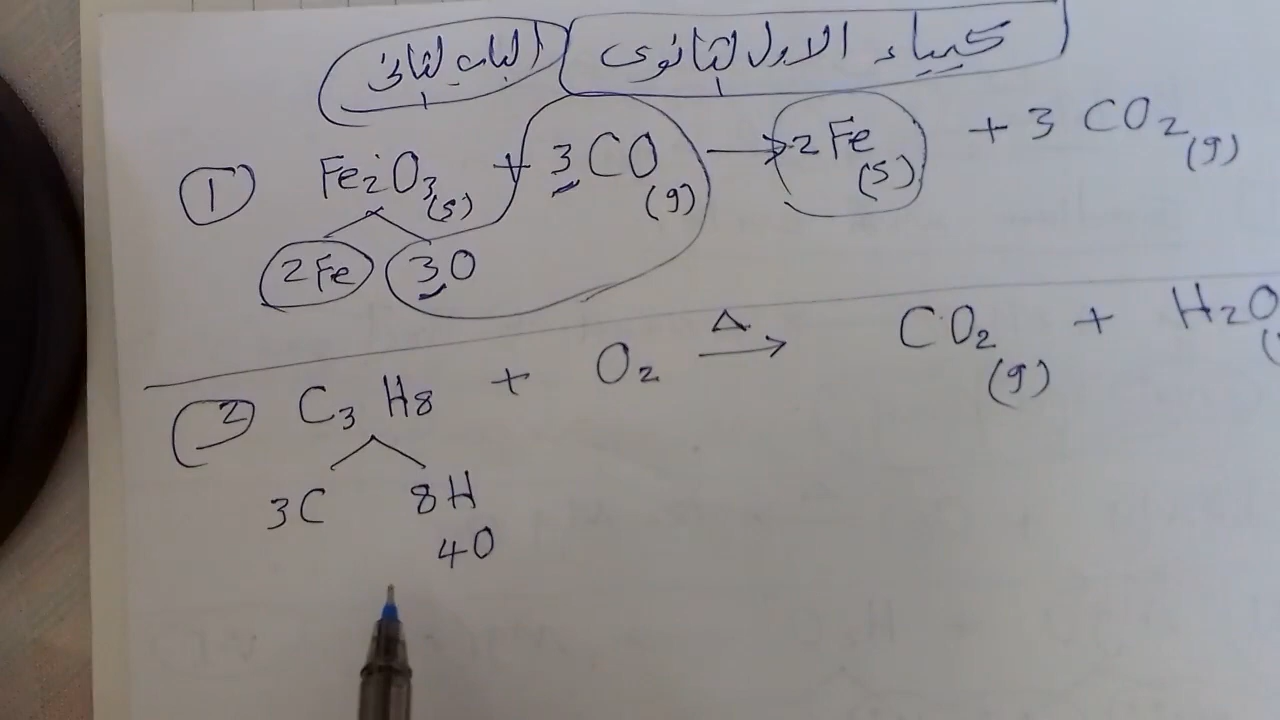 كيمياء الاول الثانوى الباب الثانى
1 Fe2O3(s) + 3CO(g) → 2Fe(s) + 3CO2(g)
2Fe 3O
2 C3H8 + O2 Δ→ CO2(g) + H2O(
3C 8H
4O